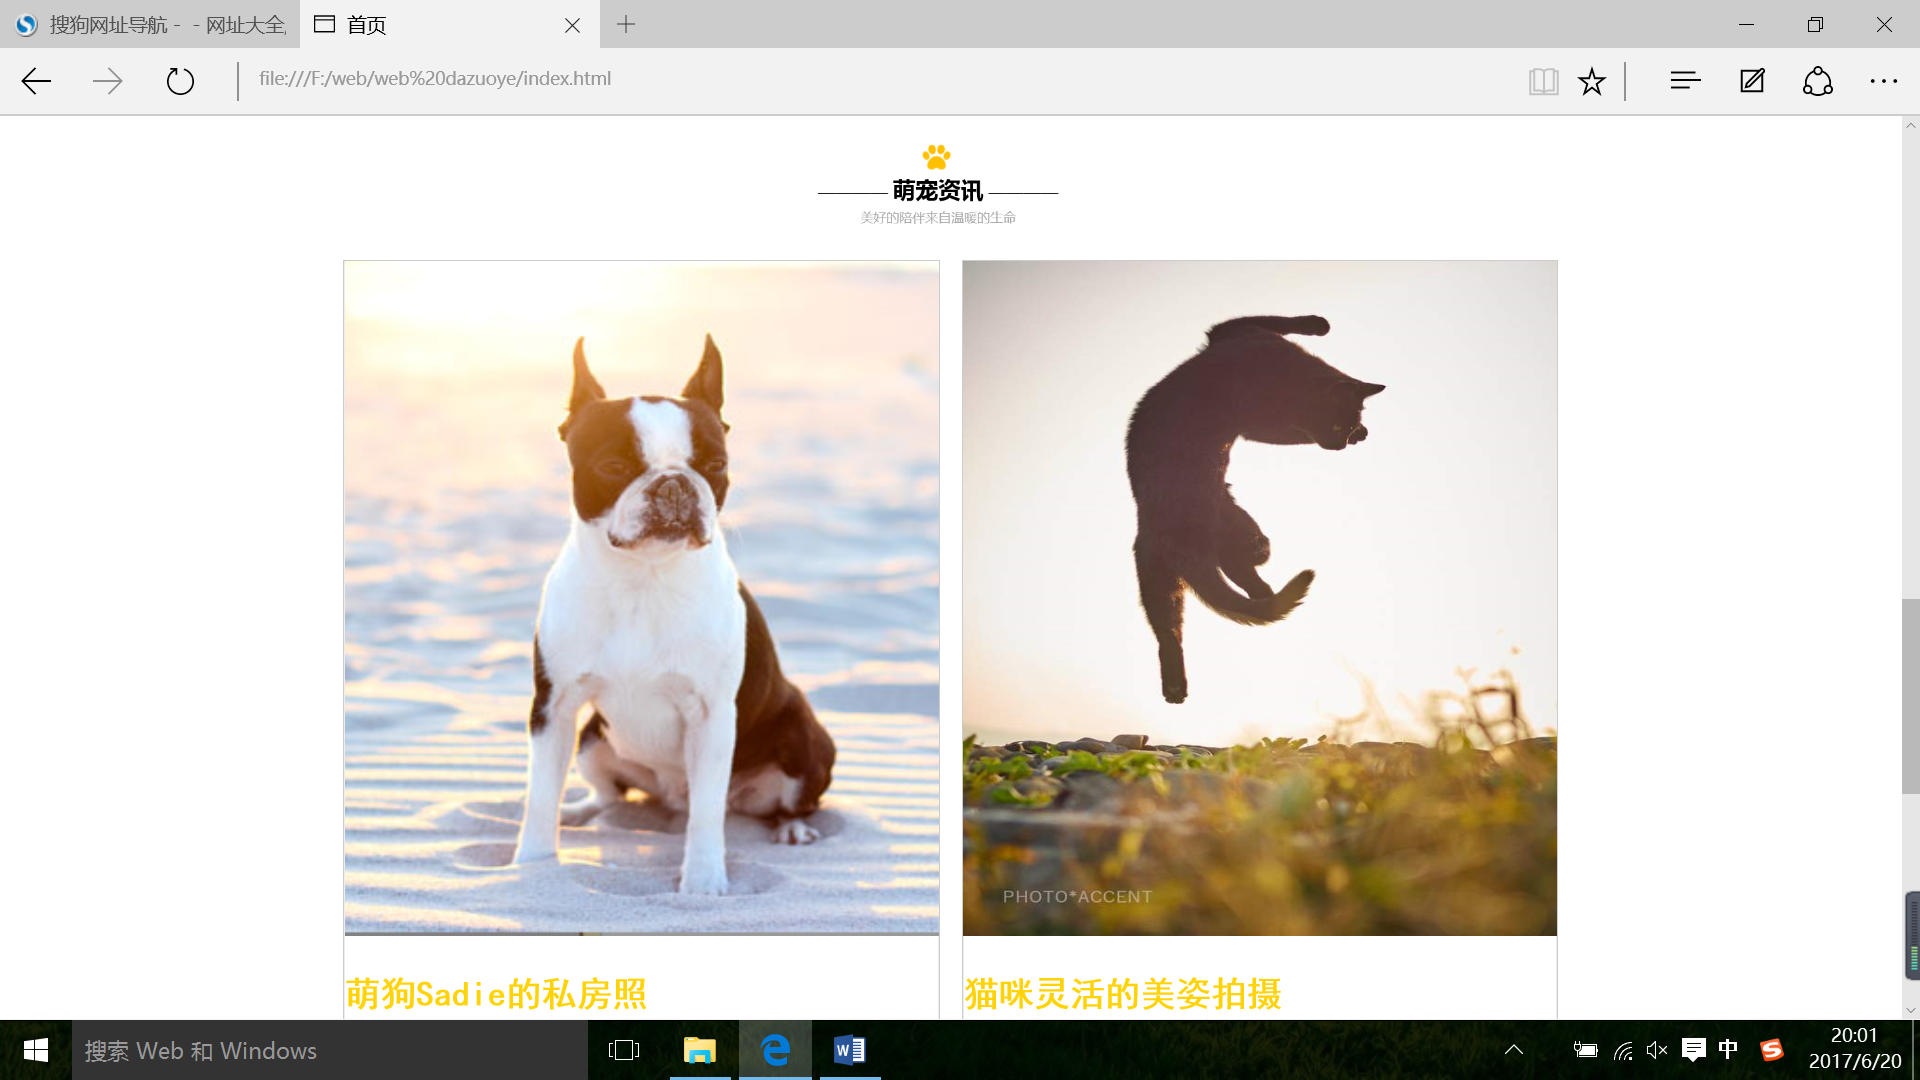 搜狗网址导航 - - 网址大全
首页
file:///F:/web/web%20dazuoye/index.html
萌宠资讯
美好的陪伴来自温暖的生命
PHOTO*ACCENT
萌狗Sadie的私房照
猫咪灵活的美姿拍摄
搜索 Web 和 Windows
中
20:01
2017/6/20